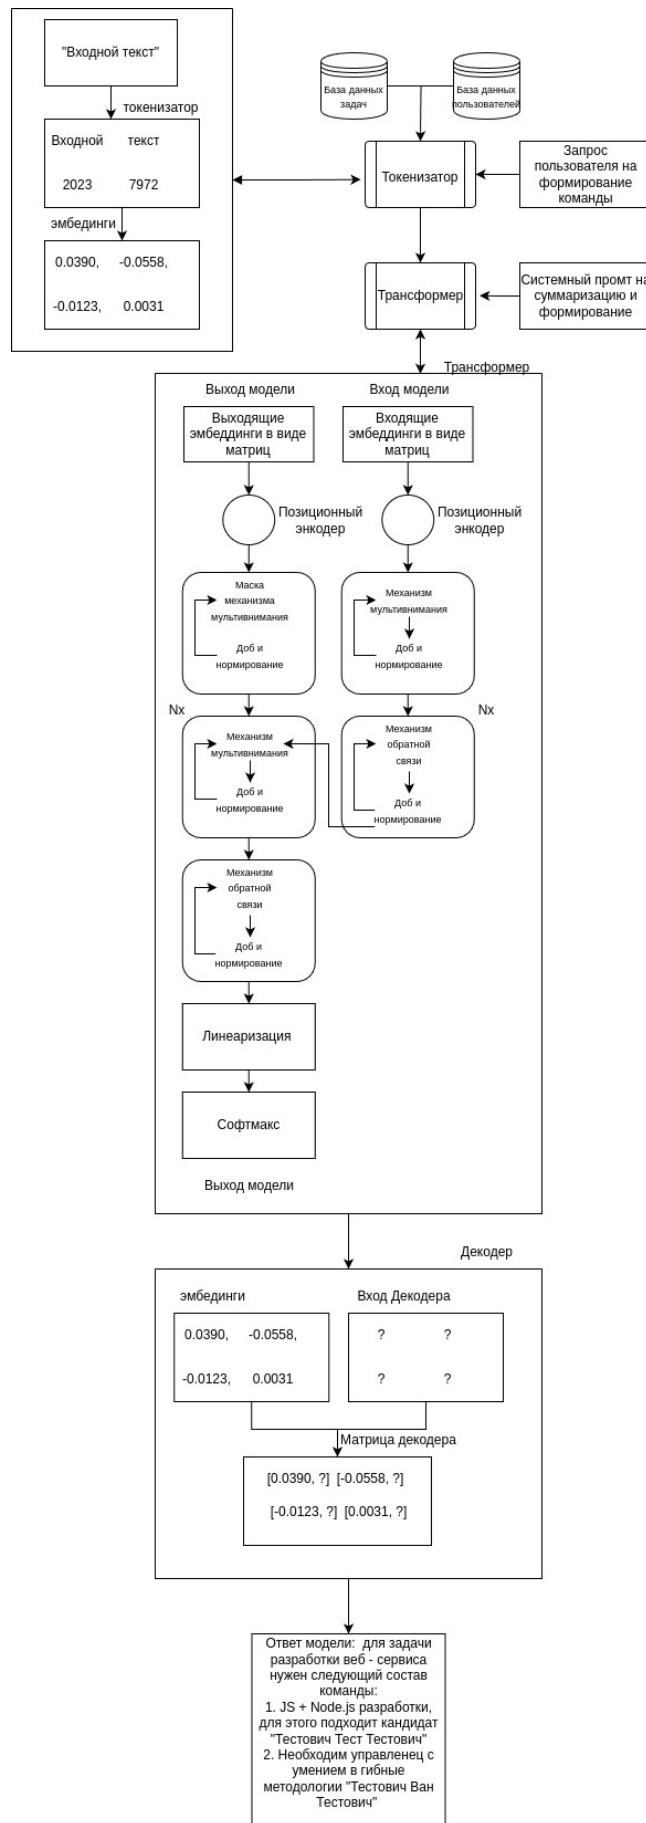 "Входной текст"
токенизатор
Входной текст
2023 7972
эмбединги
0.0390, -0.0558,
-0.0123, 0.0031
База данных
задач
База данных
пользователей
Токенизатор
Запрос
пользователя на
формирование
команды
Трансформер
Системный промт на
суммаризацию и
формирование
Трансформер
Выход модели
Вход модели
Выходящие
эмбеддинги в виде
матриц
Входящие
эмбеддинги в виде
матриц
Позиционный
энкодер
Позиционный
энкодер
Маска
механизма
мультивнимания
Доб и
нормирование
Механизм
мультивнимания
Доб и
нормирование
Nx
Механизм
мультивнимания
Доб и
нормирование
Механизм
обратной
связи
Доб и
нормирование
Nx
Механизм
обратной
связи
Доб и
нормирование
Линеаризация
Софтмакс
Выход модели
Декодер
эмбединги
Вход Декодера
0.0390, -0.0558,
-0.0123, 0.0031
? ?
? ?
Матрица декодера
[0.0390, ?] [-0.0558, ?]
[-0.0123, ?] [0.0031, ?]
Ответ модели: для задачи
разработки веб - сервиса
нужен следующий состав
команды:
1. JS + Node.js разработки,
для этого подходит кандидат
"Тестович Тест Тестович"
2. Необходим управленец с
умением в гибные
методологии "Тестович Ван
Тестович"